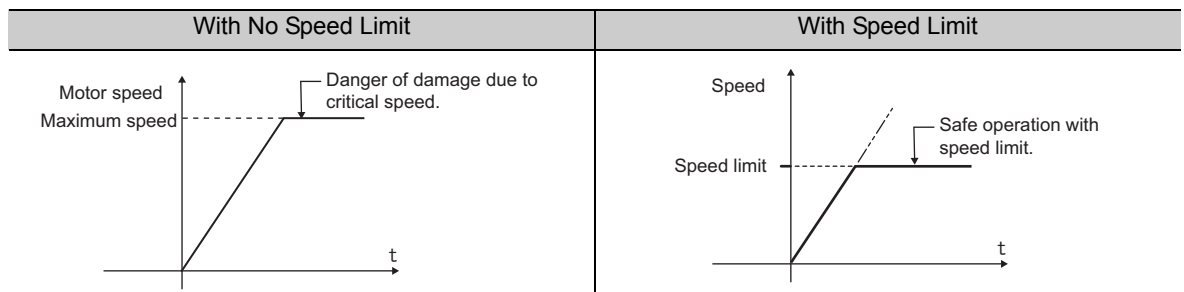 With No Speed Limit
With Speed Limit
Motor speed
Maximum speed
Danger of damage due to
critical speed.
t
Speed
Speed limit
Safe operation with
speed limit.
t